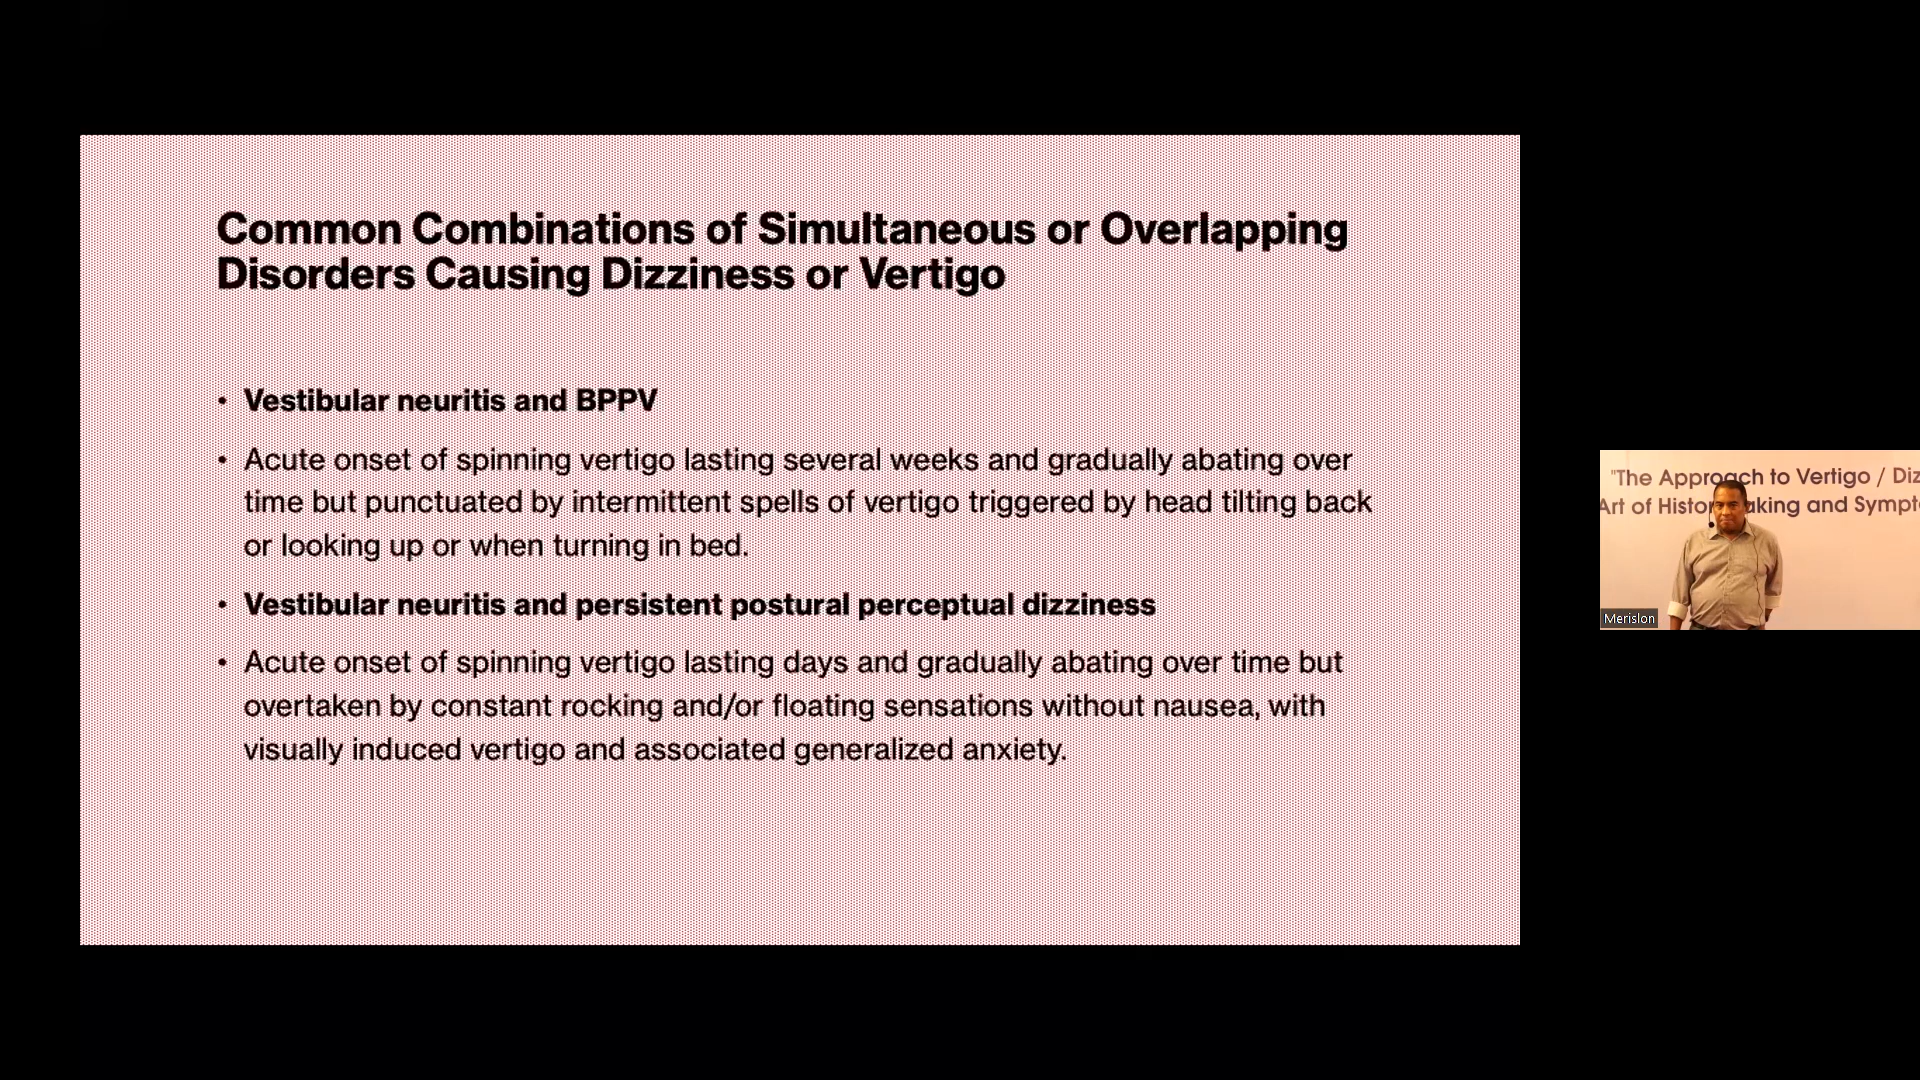 Common Combinations of Simultaneous or Overlapping
Disorders Causing Dizziness or Vertigo
• Vestibular neuritis and BPPV
• Acute onset of spinning vertigo lasting several weeks and gradually abating over
time but punctuated by intermittent spells of vertigo triggered by head tilting back
or looking up or when turning in bed.
• Vestibular neuritis and persistent postural perceptual dizziness
• Acute onset of spinning vertigo lasting days and gradually abating over time but
overtaken by constant rocking and/or floating sensations without nausea, with
visually induced vertigo and associated generalized anxiety.
"The Approach to Vertigo / Diz
Art of Histor aking and Sympt
Merislon